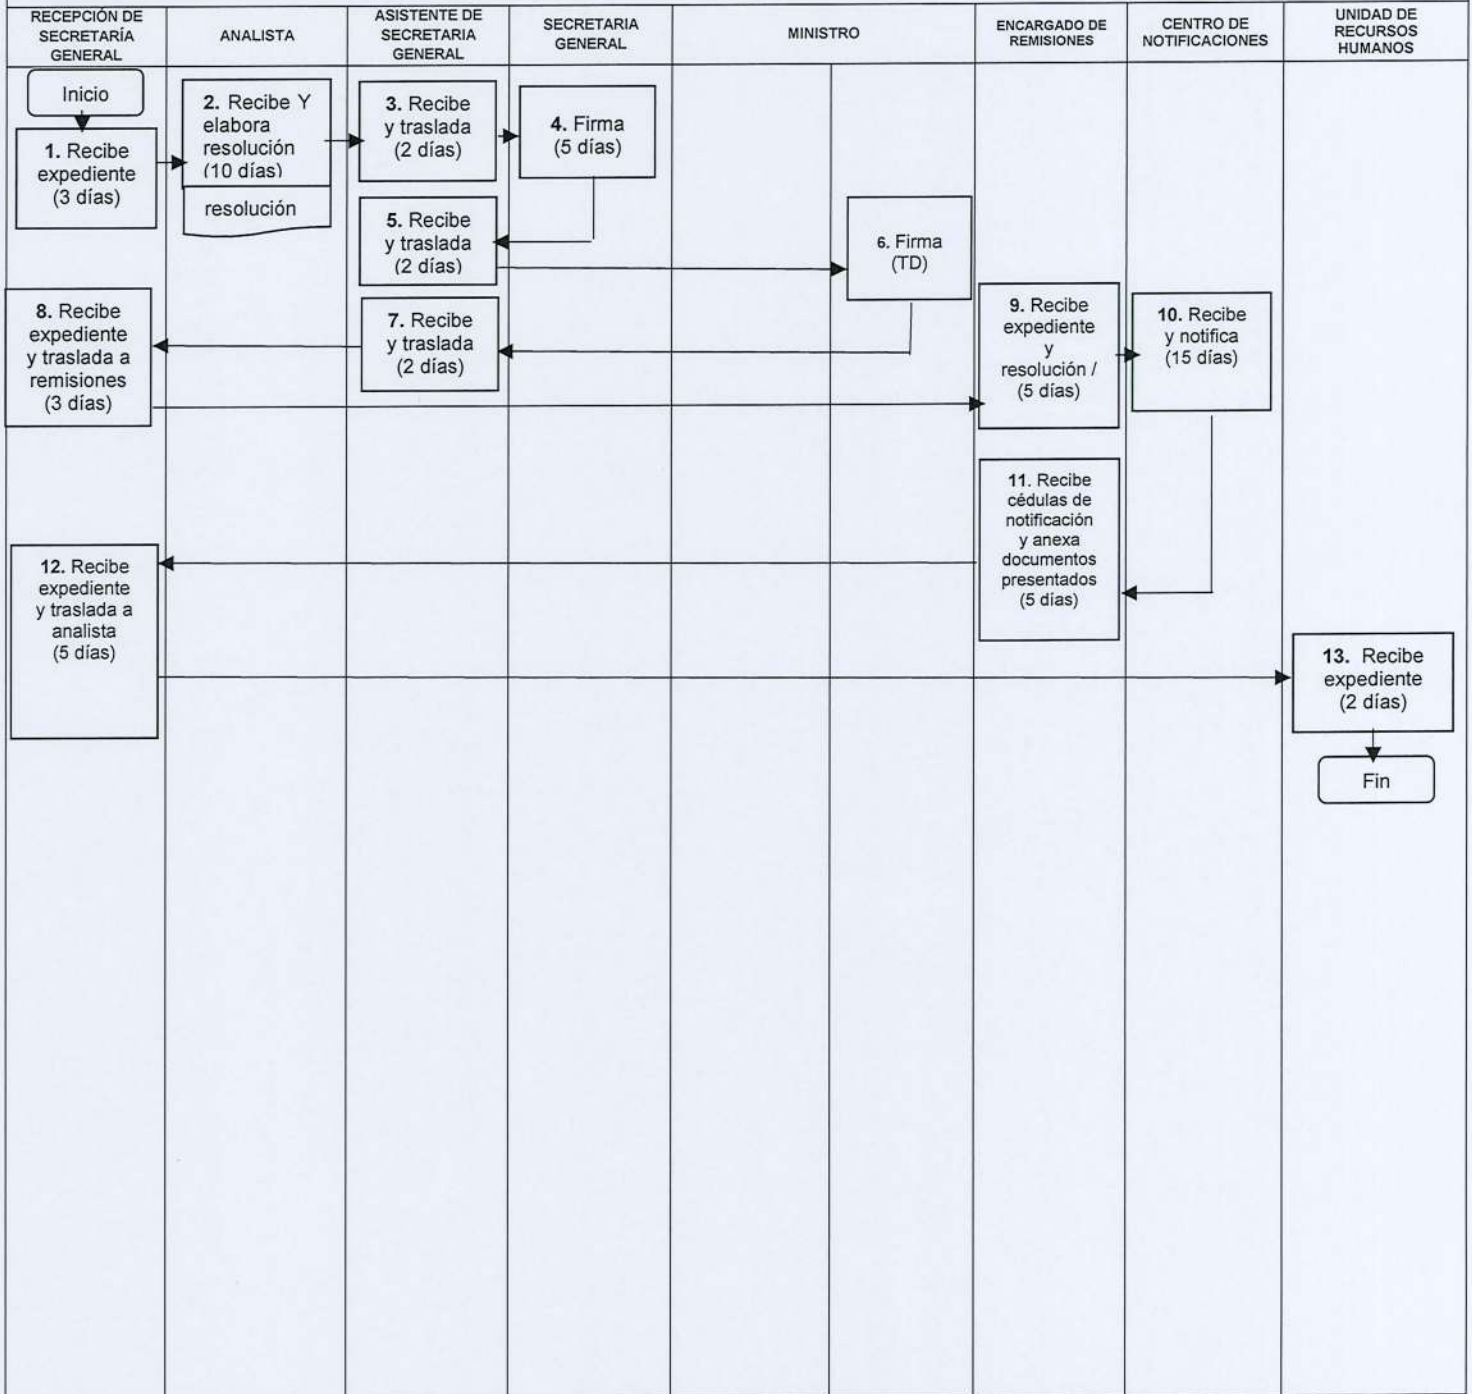 RECEPCIÓN DE
SECRETARÍA
GENERAL
ANALISTA
ASISTENTE DE
SECRETARIA
GENERAL
SECRETARIA
GENERAL
MINISTRO
ENCARGADO DE
REMISIONES
CENTRO DE
NOTIFICACIONES
UNIDAD DE
RECURSOS
HUMANOS
Inicio
1. Recibe
expediente
(3 días)
2. Recibe Y
elabora
resolución
(10 días)
resolución
3. Recibe
y traslada
(2 días)
4. Firma
(5 días)
5. Recibe
y traslada
(2 días)
6. Firma
(TD)
7. Recibe
y traslada
(2 días)
8. Recibe
expediente
y traslada a
remisiones
(3 días)
9. Recibe
expediente
y
resolución /
(5 días)
10. Recibe
y notifica
(15 días)
11. Recibe
cédulas de
notificación
y anexa
documentos
presentados
(5 días)
12. Recibe
expediente
y traslada a
analista
(5 días)
13. Recibe
expediente
(2 días)
Fin